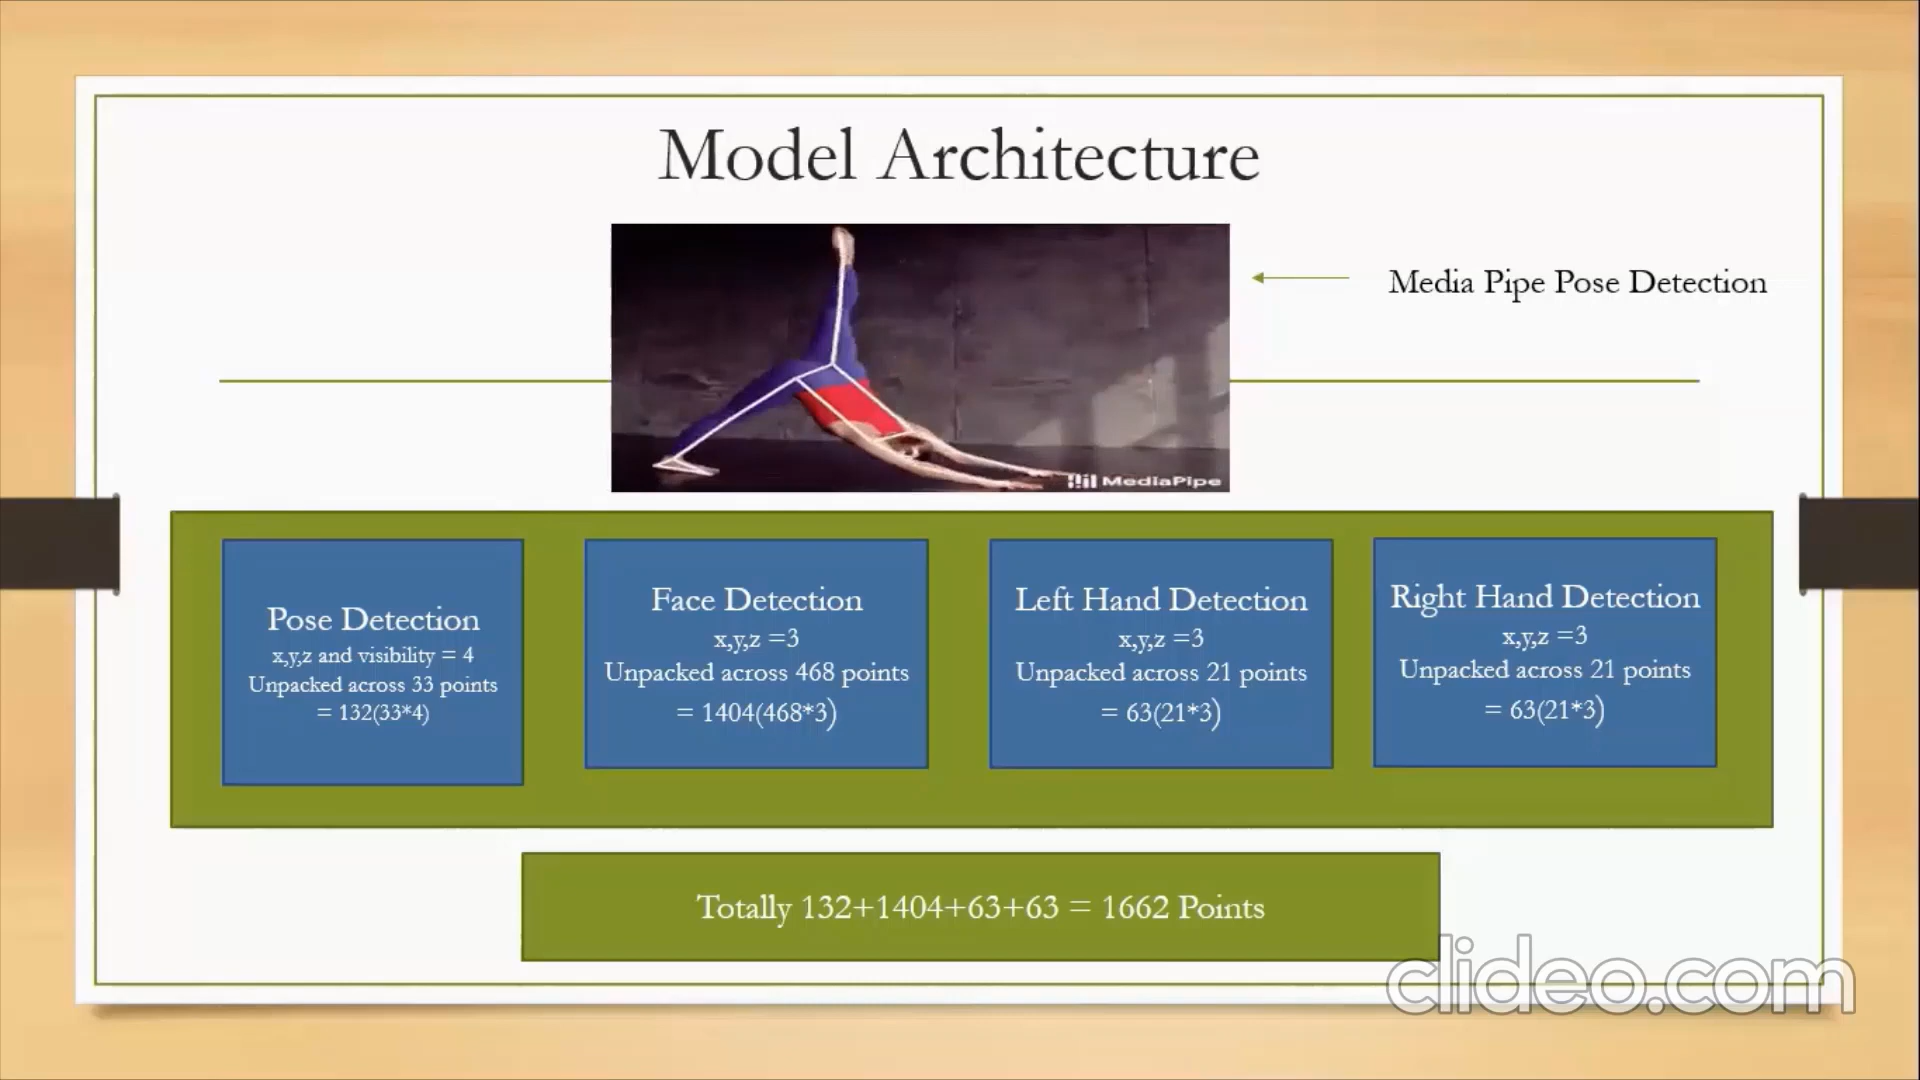 Model Architecture
Media Pipe Pose Detection
MediaPipe
Pose Detection
x,y,z and visibility = 4
Unpacked across 33 points
= 132(33*4)
Face Detection
x,y,z =3
Unpacked across 468 points
= 1404(468*3)
Left Hand Detection
x,y,z =3
Unpacked across 21 points
= 63(21*3)
Right Hand Detection
x,y,z =3
Unpacked across 21 points
= 63(21*3)
Totally 132+1404+63+63 = 1662 Points
clideo.com